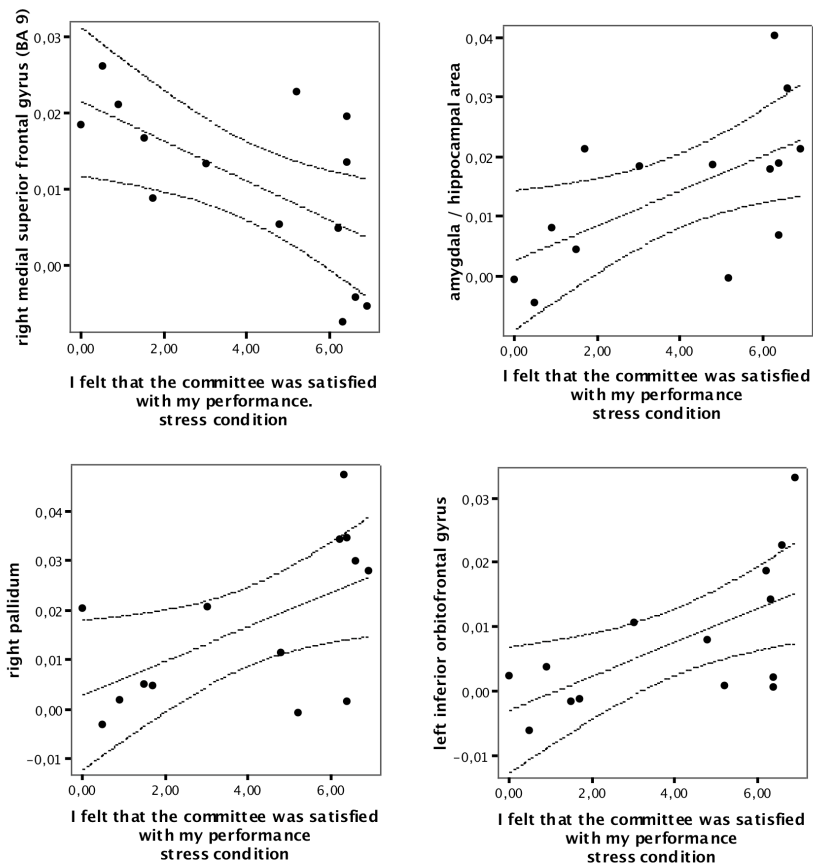 right medial superior frontal gyrus (BA 9)
0,03
0,02
0,01
0,00
0,00
2,00
4,00
6,00
I felt that the committee was satisfied
with my performance.
stress condition
amygdala / hippocampal area
0,04
0,03
0,02
0,01
0,00
0,00
2,00
4,00
6,00
I felt that the committee was satisfied
with my performance
stress condition
right pallidum
0,04
0,03
0,02
0,01
0,00
−0,01
0,00
2,00
4,00
6,00
I felt that the committee was satisfied
with my performance
stress condition
left inferior orbitofrontal gyrus
0,03
0,02
0,01
0,00
−0,01
0,00
2,00
4,00
6,00
I felt that the committee was satisfied
with my performance
stress condition